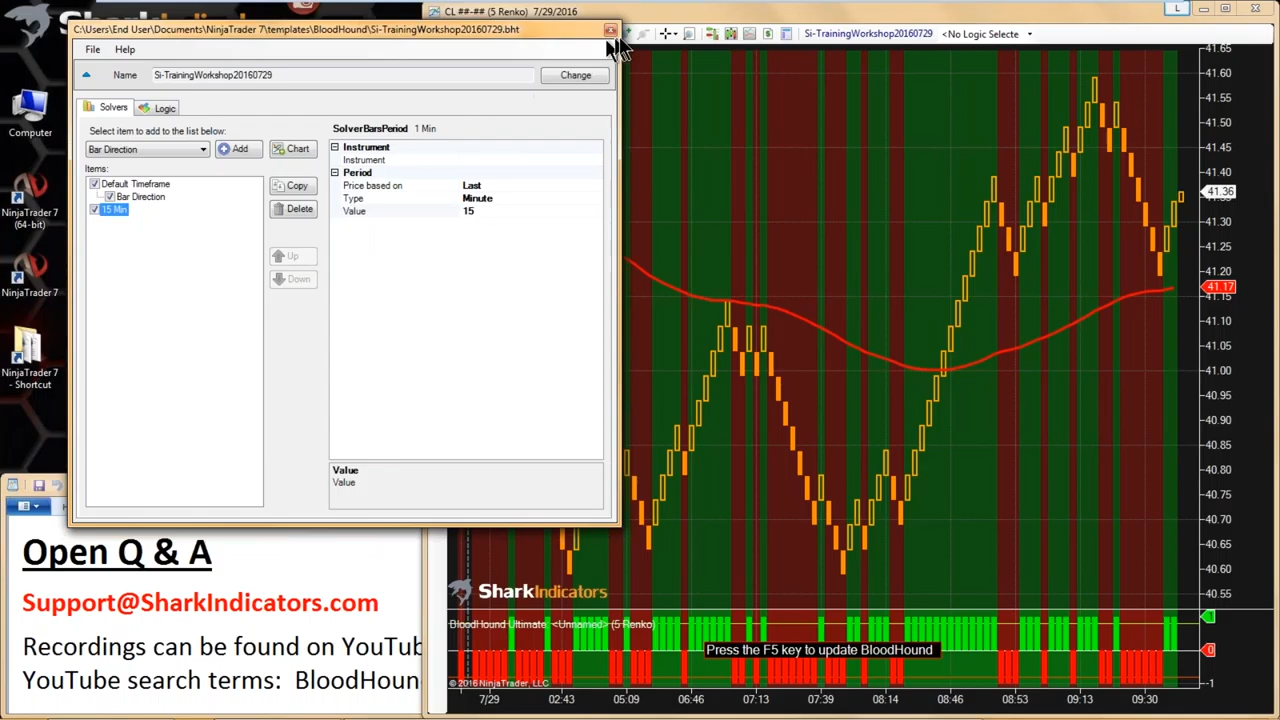 C:\Users\End User\Documents\NinjaTrader 7\templates\BloodHound\Si-TrainingWorkshop20160729.bht
File Help
Name Si-TrainingWorkshop20160729 Change
Solvers Logic
Select item to add to the list below:
Bar Direction Add Chart
Items:
Default Timeframe
Bar Direction
15 Min
Copy
Delete
Up
Down
SolverBarsPeriod 1 Min
Instrument
Instrument
Period
Price based on Last
Type Minute
Value 15
Value
Value
Computer
NinjaTrader 7
(64-bit)
NinjaTrader 7
NinjaTrader 7
- Shortcut
Open Q & A
Support@SharkIndicators.com
Recordings can be found on YouTu
YouTube search terms: BloodHoun
CL ##-## (5 Renko) 7/29/2016
L
Si-TrainingWorkshop20160729 <No Logic Selecte
41.65
41.60
41.55
41.50
41.45
41.40
41.36
41.30
41.25
41.20
41.17
41.15
41.10
41.05
41.00
40.95
40.90
40.85
40.80
40.75
40.70
40.65
40.60
40.55
SharkIndicators
BloodHound Ultimate: <Unnamed> (5 Renko)
Press the F5 key to update BloodHound
1
0
-1
© 2016 NinjaTrader, LLC
7/29 02:43 05:09 06:46 07:13 07:39 08:14 08:46 08:53 09:13 09:30